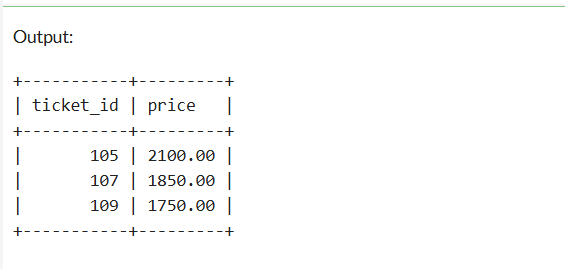 Output:
+-----------+---------+
| ticket_id | price   |
+-----------+---------+
|       105 | 2100.00 |
|       107 | 1850.00 |
|       109 | 1750.00 |
+-----------+---------+